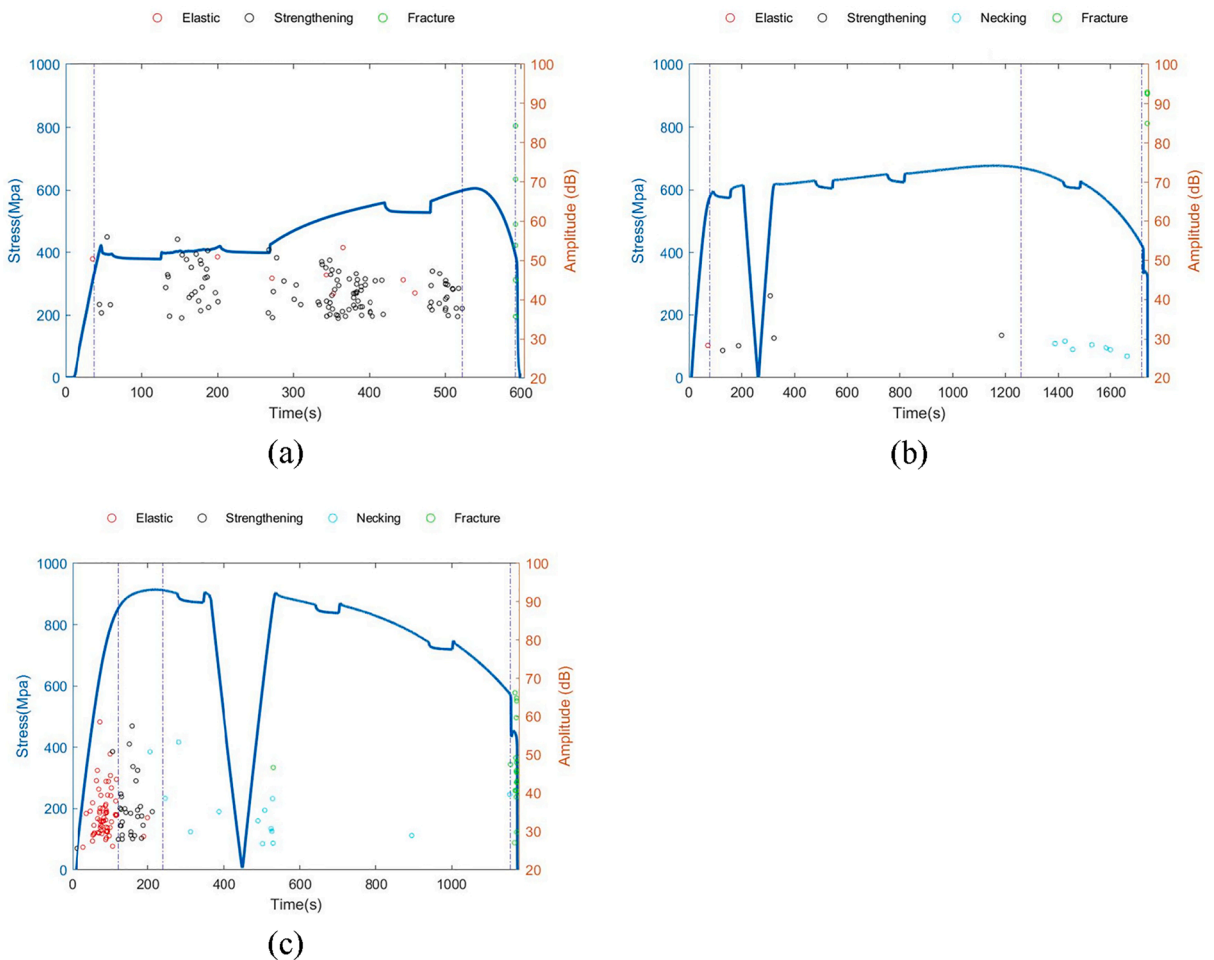 Elastic Strengthening Fracture
1000
800
600
400
200
0
Stress(Mpa)
100
90
80
70
60
50
40
30
20
Amplitude (dB)
0 100 200 300 400 500 600
Time(s)
(a)
Elastic Strengthening Necking Fracture
1000
800
600
400
200
0
Stress(Mpa)
100
90
80
70
60
50
40
30
20
Amplitude (dB)
0 200 400 600 800 1000 1200 1400 1600
Time(s)
(b)
Elastic Strengthening Necking Fracture
1000
800
600
400
200
0
Stress(Mpa)
100
90
80
70
60
50
40
30
20
Amplitude (dB)
0 200 400 600 800 1000
Time(s)
(c)